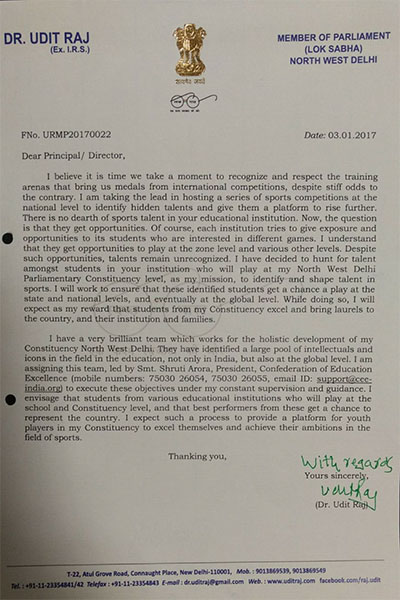 DR. UDIT RAJ
(Ex. I.R.S.)
MEMBER OF PARLIAMENT
(LOK SABHA)
NORTH WEST DELHI
सत्यमेव जयते
FNo. URMP20170022
Date: 03.01.2017
Dear Principal/ Director,
I believe it is time we take a moment to recognize and respect the training
arenas that bring us medals from international competitions, despite stiff odds to
the contrary. I am taking the lead in hosting a series of sports competitions at the
national level to identify hidden talents and give them a platform to rise further.
There is no dearth of sports talent in your educational institution. Now, the question
is that they get opportunities. Of course, each institution tries to give exposure and
opportunities to its students who are interested in different games. I understand
that they get opportunities to play at the zone level and various other levels. Despite
such opportunities, talents remain unrecognized. I have decided to hunt for talent
amongst students in your institution who will play at my North West Delhi
Parliamentary Constituency level, as my mission, to identify and shape talent in
sports. I will work to ensure that these identified students get a chance a play at the
state and national levels, and eventually at the global level. While doing so, I will
expect as my reward that students from my Constituency excel and bring laurels to
the country, and their institution and families.
I have a very brilliant team which works for the holistic development of my
Constituency North West Delhi. They have identified a large pool of intellectuals and
icons in the field in the education, not only in India, but also at the global level. I am
assigning this team, led by Smt. Shruti Arora, President, Confederation of Education
Excellence (mobile numbers: 75030 26054, 75030 26055, email ID: support@cee-
india.org) to execute these objectives under my constant supervision and guidance. I
envisage that students from various educational institutions who will play at the
school and Constituency level, and that best performers from these get a chance to
represent the country. I expect such a process to provide a platform for youth
players in my Constituency to excel themselves and achieve their ambitions in the
field of sports.
Thanking you,
With regards
Yours sincerely,
Udit Raj
(Dr. Udit Raj)
T-22, Atul Grove Road, Connaught Place, New Delhi-110001, Mob. : 9013869539, 9013869549
Tel. : +91-11-23354841/42 Telefax : +91-11-23354843 E-mail : dr.uditraj@gmail.com Web. : www.uditraj.com facebook.com/raj.udit